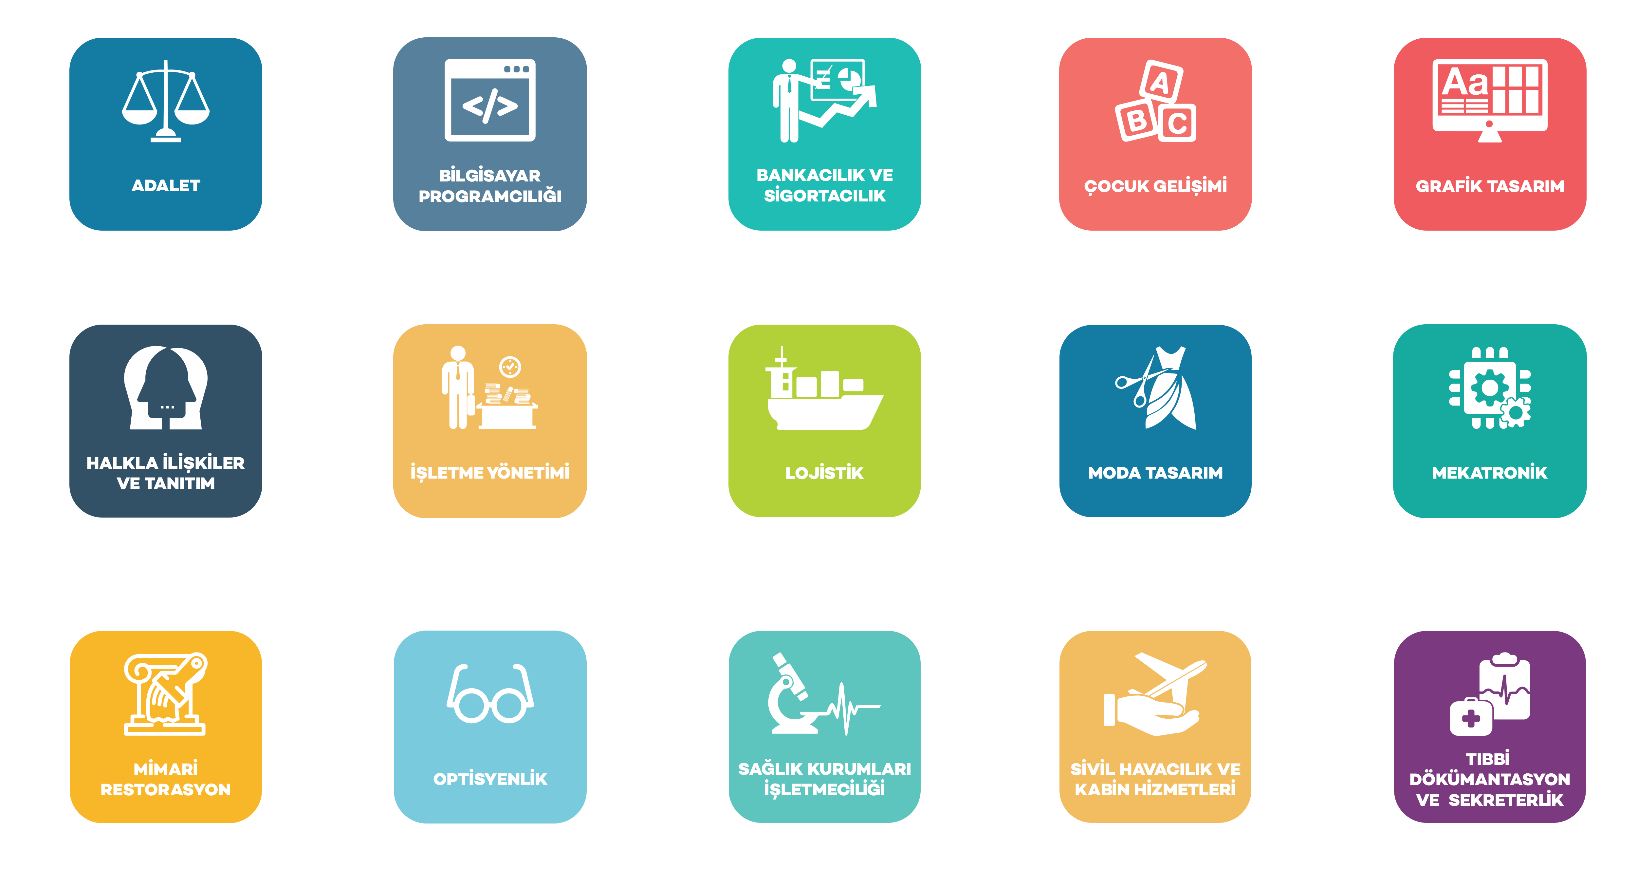 ADALET
BİLGİSAYAR
PROGRAMCILIĞI
BANKACILIK VE
SİGORTACILIK
A
B C
ÇOCUK GELİŞİMİ
Aa
GRAFİK TASARIM
HALKLA İLİŞKİLER
VE TANITIM
İŞLETME YÖNETİMİ
LOJİSTİK
MODA TASARIM
MEKATRONİK
MİMARİ
RESTORASYON
OPTİSYENLİK
SAĞLIK KURUMLARI
İŞLETMECİLİĞİ
SİVİL HAVACILIK VE
KABİN HİZMETLERİ
TIBBİ
DÖKÜMANTASYON
VE SEKRETERLİK